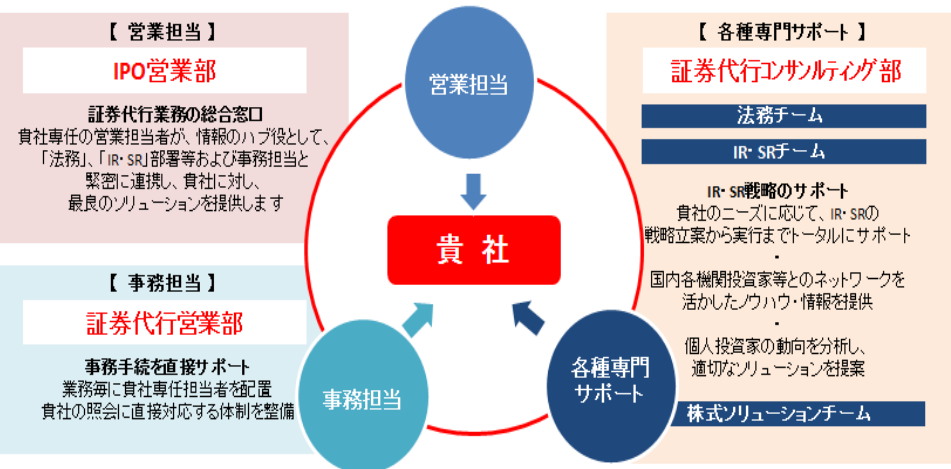 【 営業担当 】
IPO営業部
証券代行業務の総合窓口
貴社専任の営業担当者が、情報のハブ役として、
「法務」、「IR・SR」部署等および事務担当と
緊密に連携し、貴社に対し、
最良のソリューションを提供します
【 事務担当 】
証券代行営業部
事務手続を直接サポート
業務毎に貴社専任担当者を配置
貴社の照会に直接対応する体制を整備
営業担当
貴 社
事務担当
各種専門
サポート
【 各種専門サポート 】
証券代行コンサルティング部
法務チーム
IR・SRチーム
IR・SR戦略のサポート
貴社のニーズに応じて、IR・SRの
戦略立案から実行までトータルにサポート
・
国内各機関投資家等とのネットワークを
活かしたノウハウ・情報を提供
・
個人投資家の動向を分析し、
適切なソリューションを提案
株式ソリューションチーム